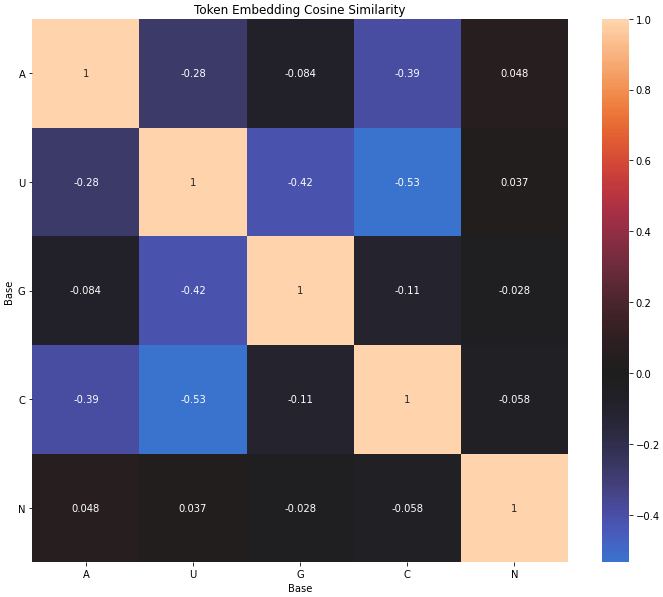 Token Embedding Cosine Similarity
A 1 -0.28 -0.084 -0.39 0.048
U -0.28 1 -0.42 -0.53 0.037
G -0.084 -0.42 1 -0.11 -0.028
C -0.39 -0.53 -0.11 1 -0.058
N 0.048 0.037 -0.028 -0.058 1
A U G C N
Base
Base
1.0
0.8
0.6
0.4
0.2
0.0
−0.2
−0.4